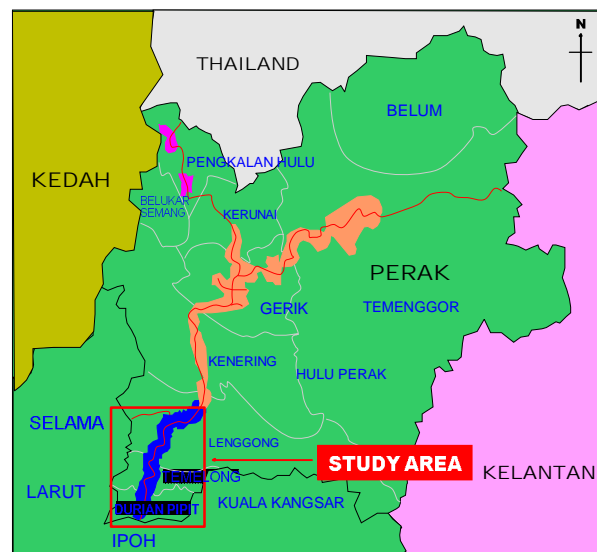 N
THAILAND
BELUM
PENGKALAN HULU
KEDAH
BELUKAR
SEMANG
KERUNAI
PERAK
GERIK
TEMENGGOR
KENERING
HULU PERAK
SELAMA
LENGGONG
STUDY AREA
KELANTAN
TEMELONG
LARUT
KUALA KANGSAR
DURIAN PIPIT
IPOH